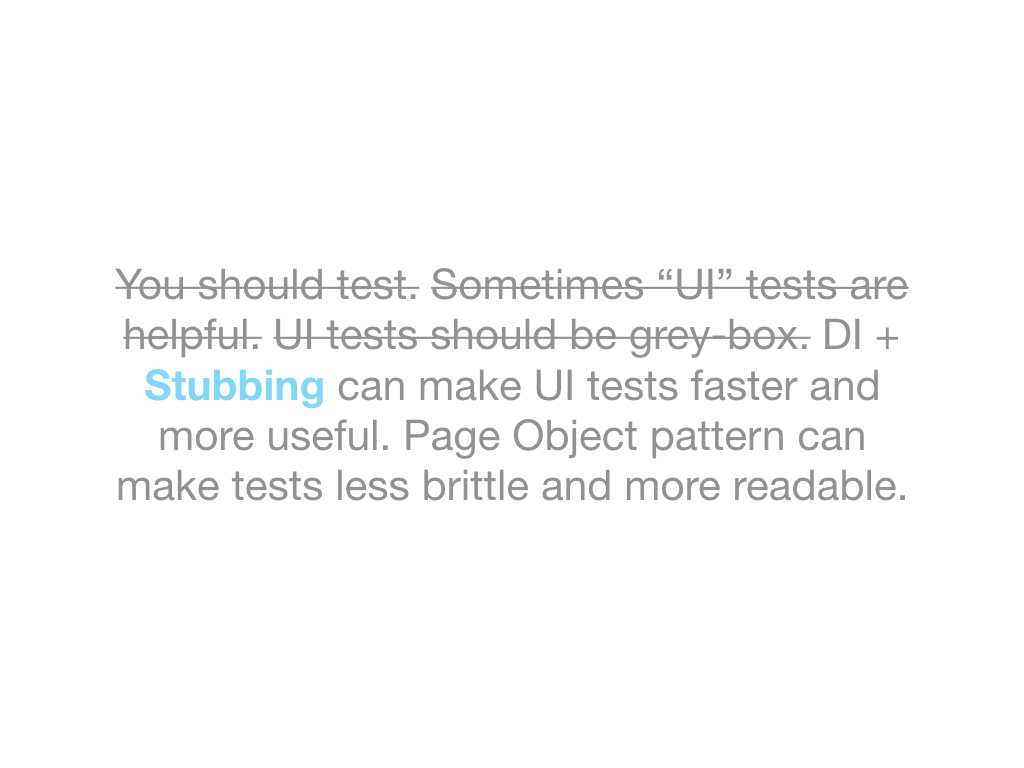 You should test. Sometimes “UI” tests are
helpful. UI tests should be grey-box. DI +
Stubbing can make UI tests faster and
more useful. Page Object pattern can
make tests less brittle and more readable.